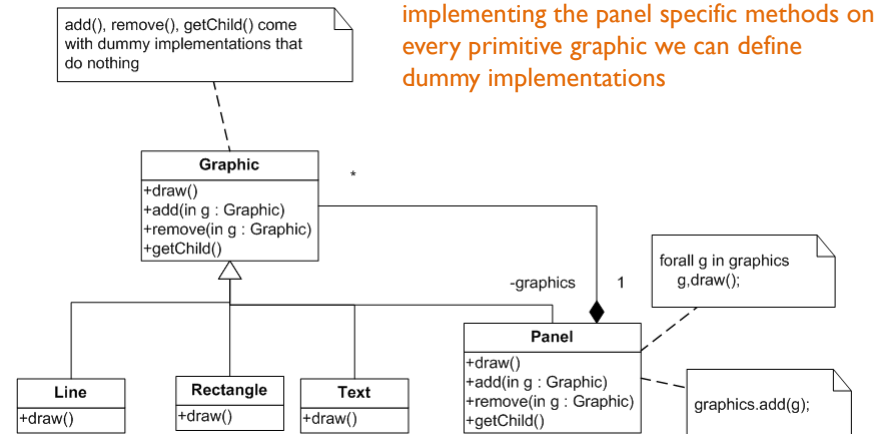 implementing the panel specific methods on
every primitive graphic we can define
dummy implementations
add(), remove(), getChild() come
with dummy implementations that
do nothing
Graphic
+draw()
+add(in g : Graphic)
+remove(in g : Graphic)
+getChild()
*
-graphics
1
forall g in graphics
g,draw();
Panel
+draw()
+add(in g : Graphic)
+remove(in g : Graphic)
+getChild()
graphics.add(g);
Line
+draw()
Rectangle
+draw()
Text
+draw()